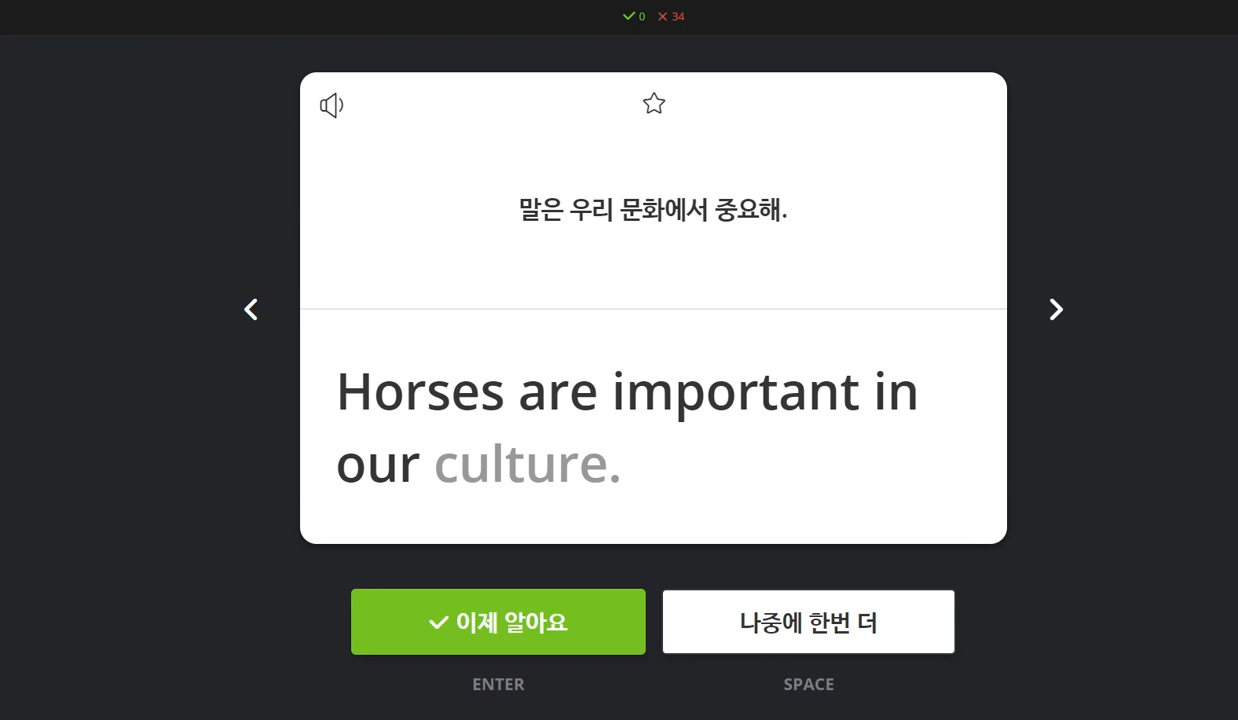 0 34
말은 우리 문화에서 중요해.
Horses are important in
our culture.
이제 알아요 나중에 한번 더
ENTER SPACE